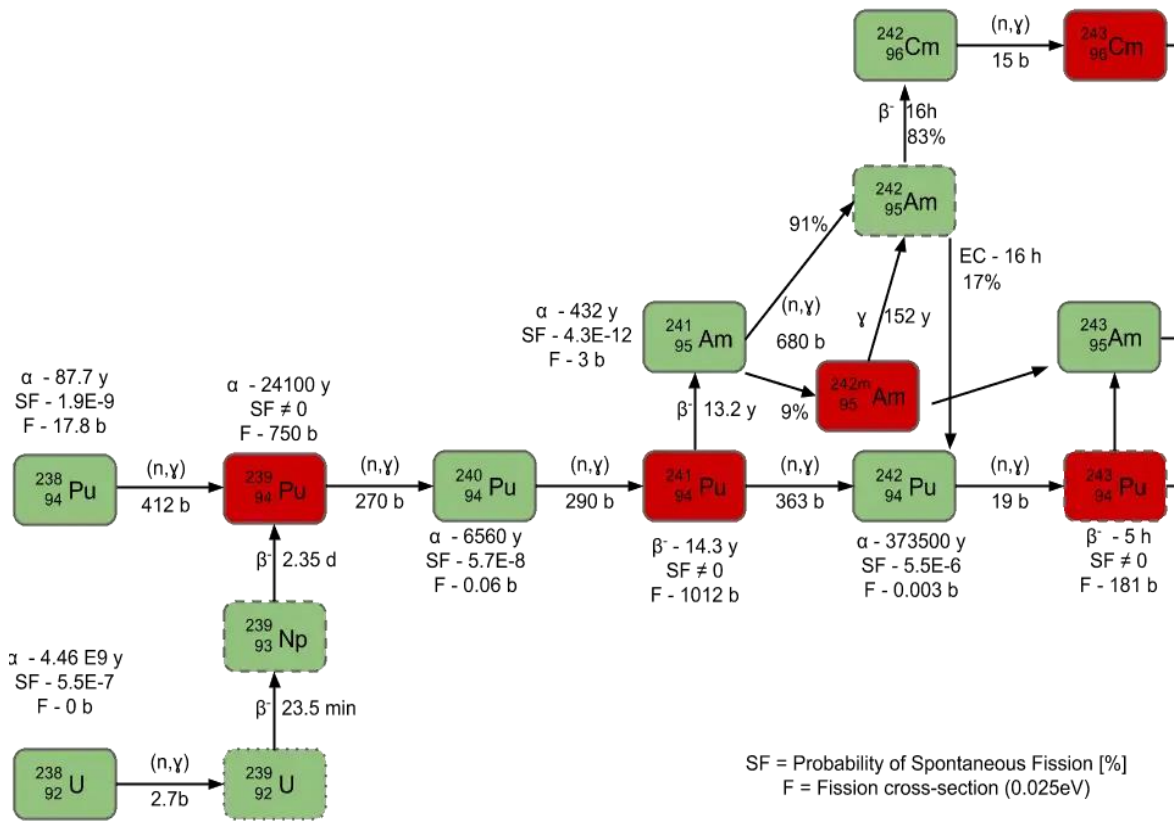 242
96 Cm
(n,ɣ)
15 b
243
96 Cm
β⁻ 16h
83%
242
95 Am
91%
EC - 16 h
17%
α - 432 y
SF - 4.3E-12
F - 3 b
241
95 Am
(n,ɣ)
680 b
ɣ 152 y
243
95 Am
9%
242m
95 Am
α - 87.7 y
SF - 1.9E-9
F - 17.8 b
α - 24100 y
SF ≠ 0
F - 750 b
β⁻ 13.2 y
238
94 Pu
(n,ɣ)
412 b
239
94 Pu
(n,ɣ)
270 b
240
94 Pu
(n,ɣ)
290 b
241
94 Pu
(n,ɣ)
363 b
242
94 Pu
(n,ɣ)
19 b
243
94 Pu
α - 6560 y
SF - 5.7E-8
F - 0.06 b
β⁻ - 14.3 y
SF ≠ 0
F - 1012 b
α - 373500 y
SF - 5.5E-6
F - 0.003 b
β⁻ - 5 h
SF ≠ 0
F - 181 b
β⁻ 2.35 d
239
93 Np
α - 4.46 E9 y
SF - 5.5E-7
F - 0 b
β⁻ 23.5 min
238
92 U
(n,ɣ)
2.7b
239
92 U
SF = Probability of Spontaneous Fission [%]
F = Fission cross-section (0.025eV)